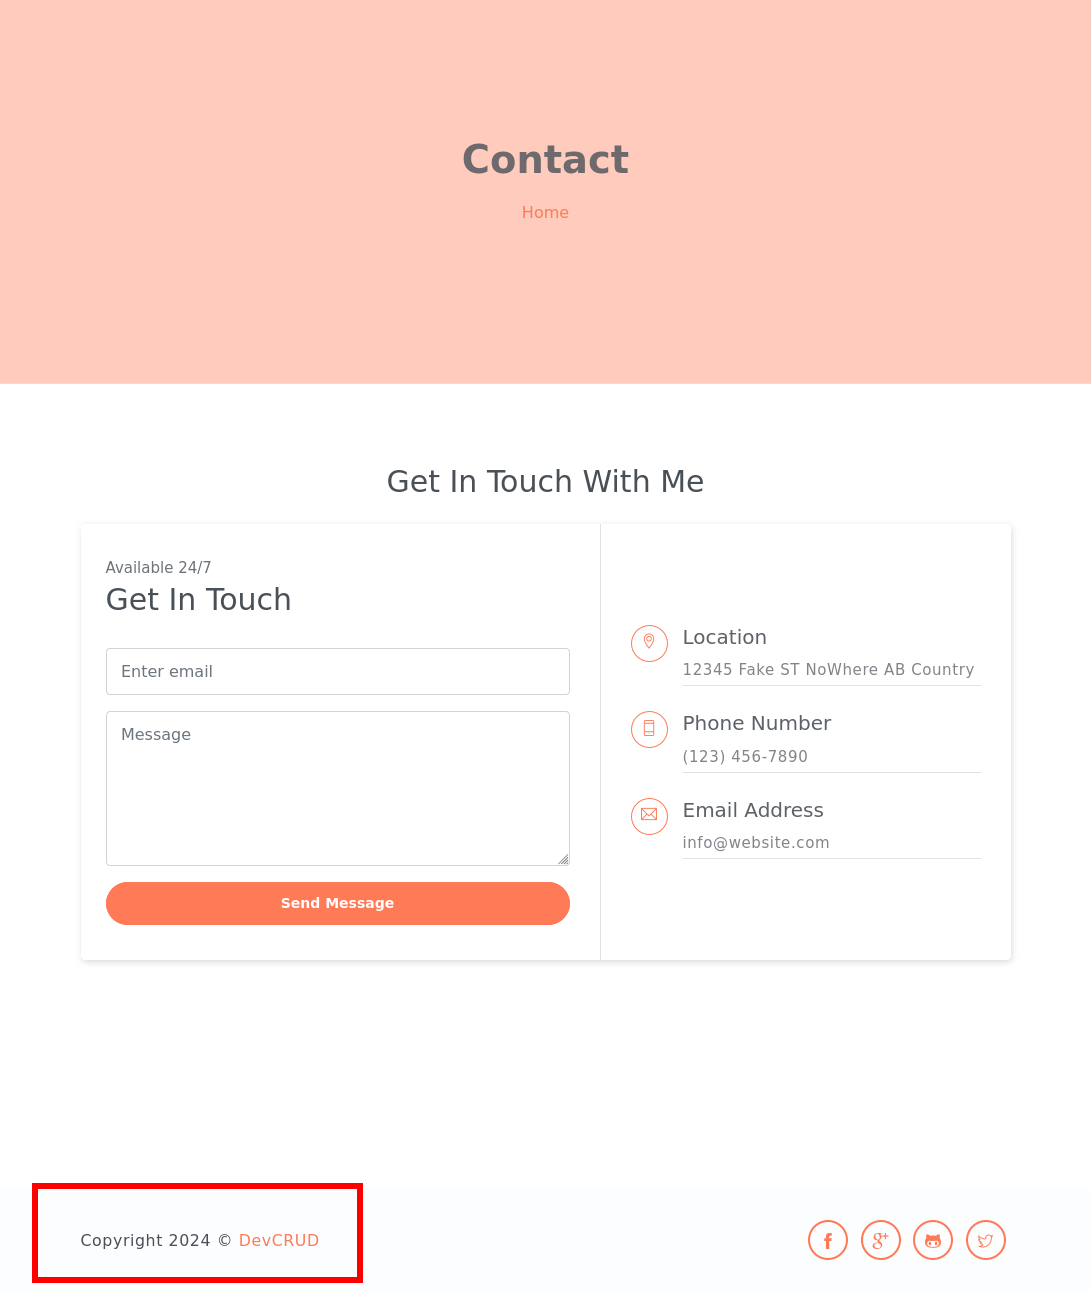 Contact
Home
Get In Touch With Me
Available 24/7
Get In Touch
Enter email
Message
Send Message
Location
12345 Fake ST NoWhere AB Country
Phone Number
(123) 456-7890
Email Address
info@website.com
Copyright 2024 © DevCRUD